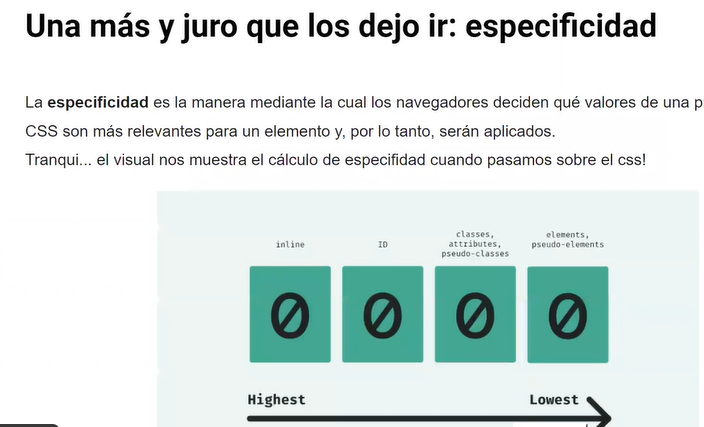 Una más y juro que los dejo ir: especificidad
La especificidad es la manera mediante la cual los navegadores deciden qué valores de una p
CSS son más relevantes para un elemento y, por lo tanto, serán aplicados.
Tranqui... el visual nos muestra el cálculo de especifidad cuando pasamos sobre el css!
inline
ID
classes,
attributes,
pseudo-classes
elements,
pseudo-elements
0 0 0 0
Highest
Lowest